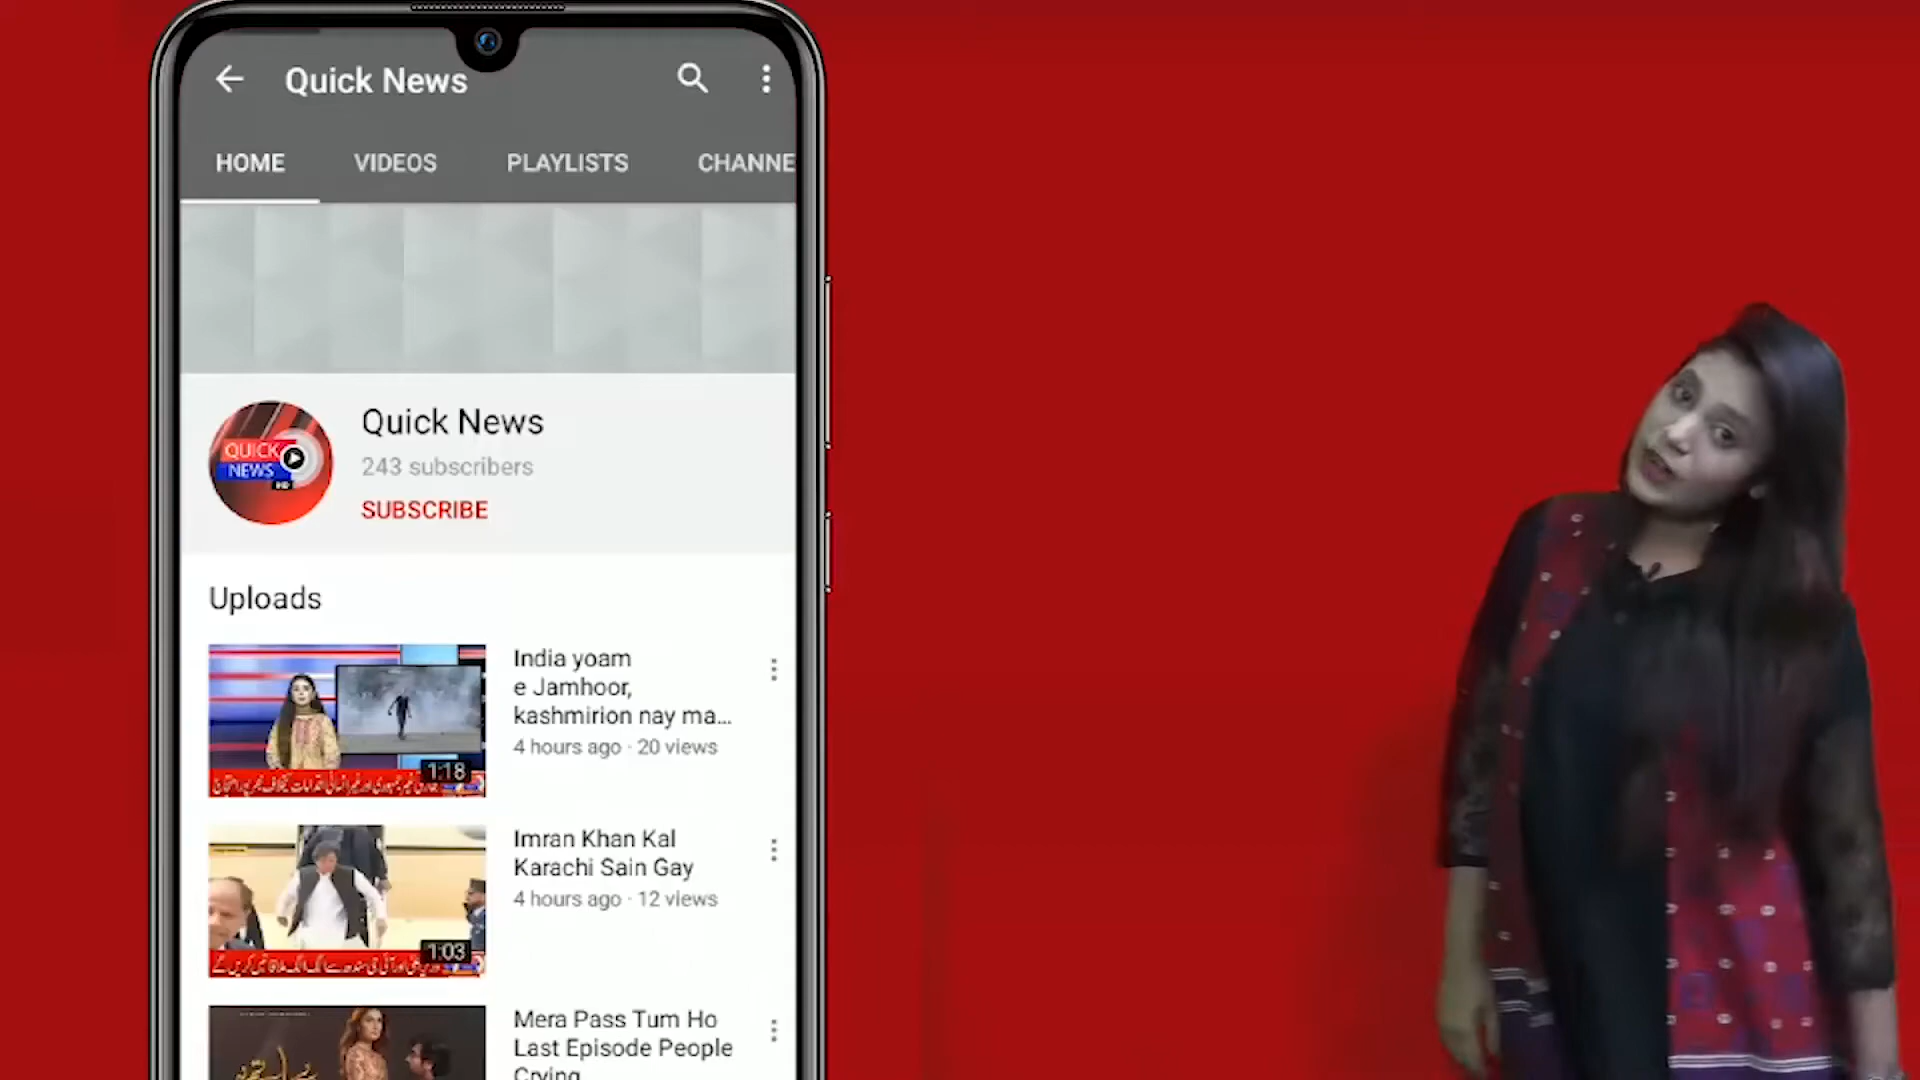 Quick News
HOME VIDEOS PLAYLISTS CHANNE
QUICK
NEWS
HD
Quick News
243 subscribers
SUBSCRIBE
Uploads
India yoam
e Jamhoor,
kashmirion nay ma...
4 hours ago · 20 views
1:18
Imran Khan Kal
Karachi Sain Gay
4 hours ago · 12 views
1:03
Mera Pass Tum Ho
Last Episode People
Crying